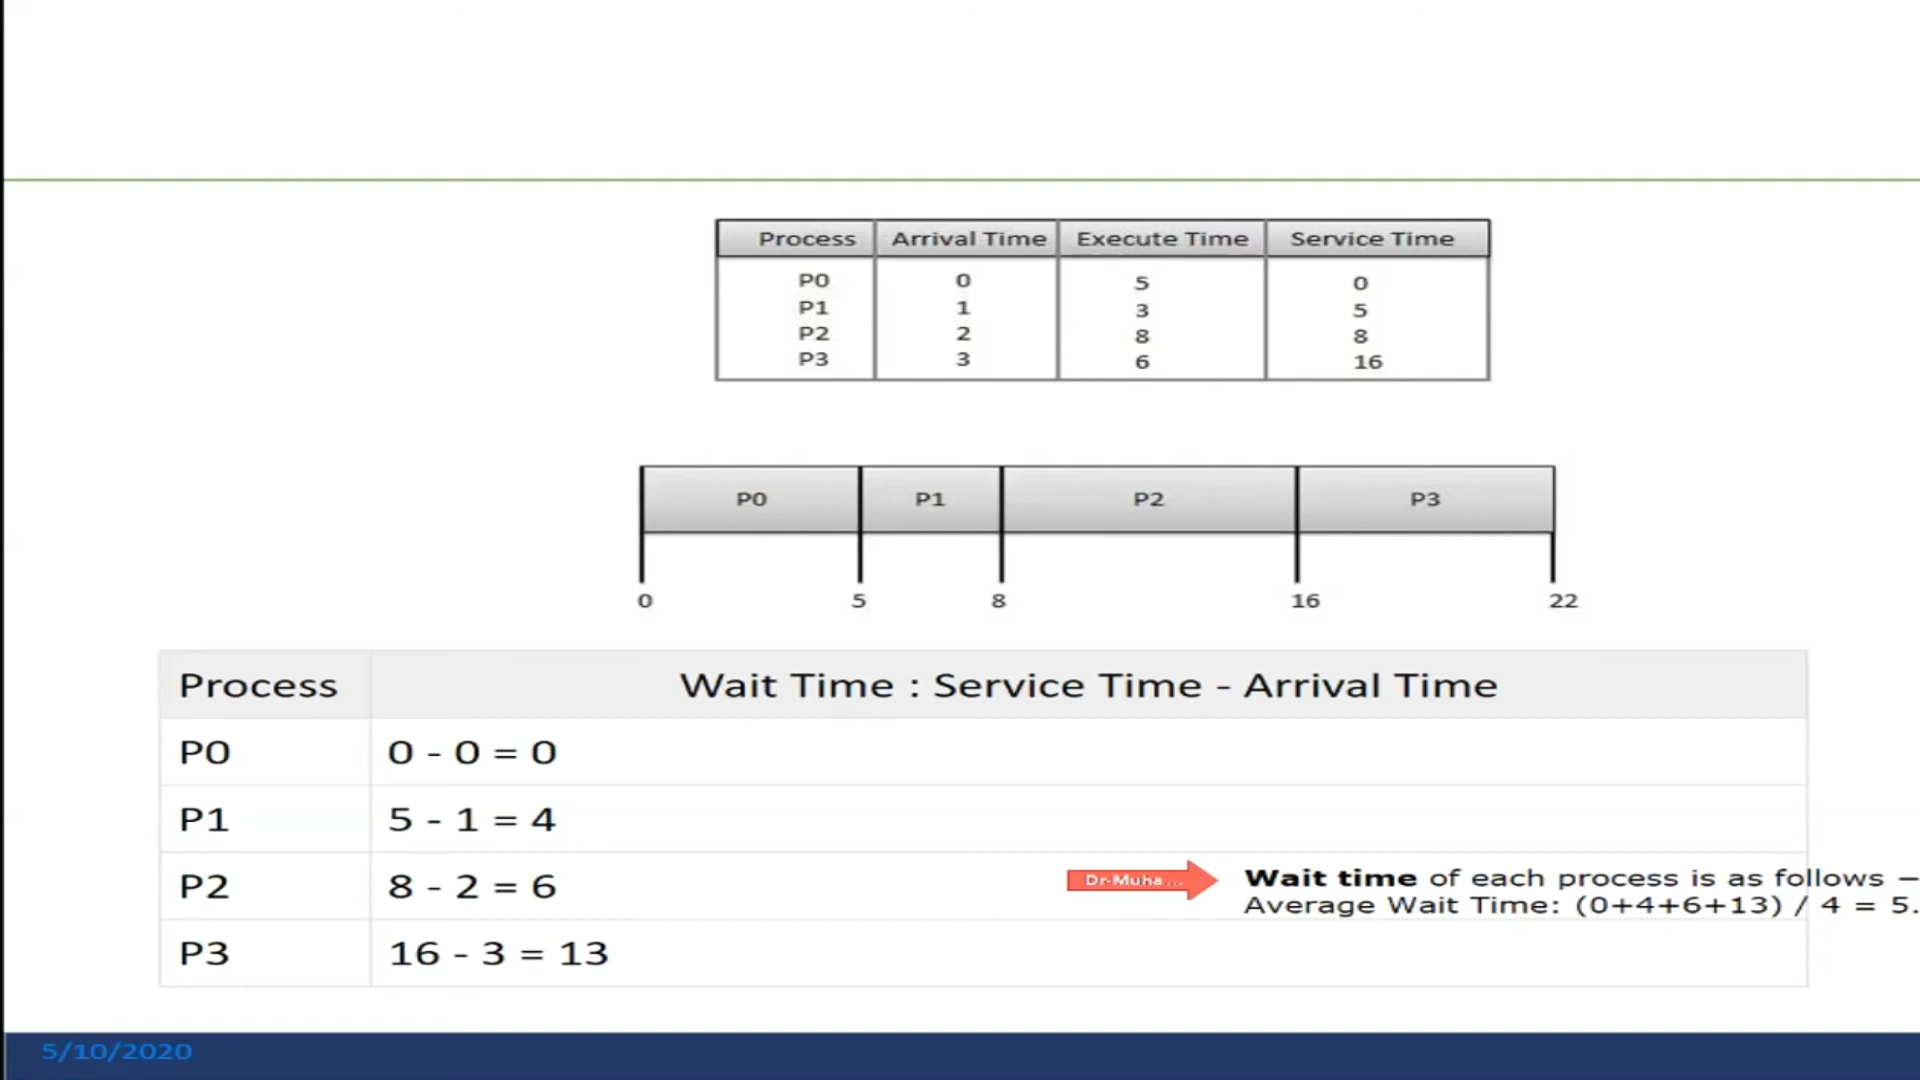 Process Arrival Time Execute Time Service Time
P0 0 5 0
P1 1 3 5
P2 2 8 8
P3 3 6 16
P0 P1 P2 P3
0 5 8 16 22
Process Wait Time : Service Time - Arrival Time
P0 0 - 0 = 0
P1 5 - 1 = 4
P2 8 - 2 = 6
Dr-Muha ...
Wait time of each process is as follows –
Average Wait Time: (0+4+6+13) / 4 = 5.
P3 16 - 3 = 13
5/10/2020